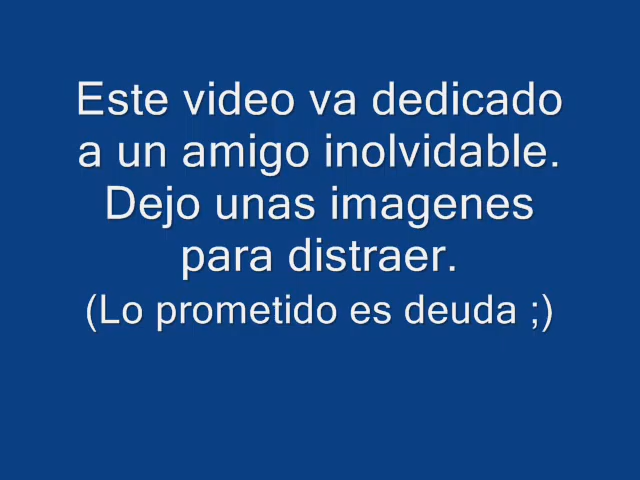 Este video va dedicado
a un amigo inolvidable.
Dejo unas imagenes
para distraer.
(Lo prometido es deuda ;)